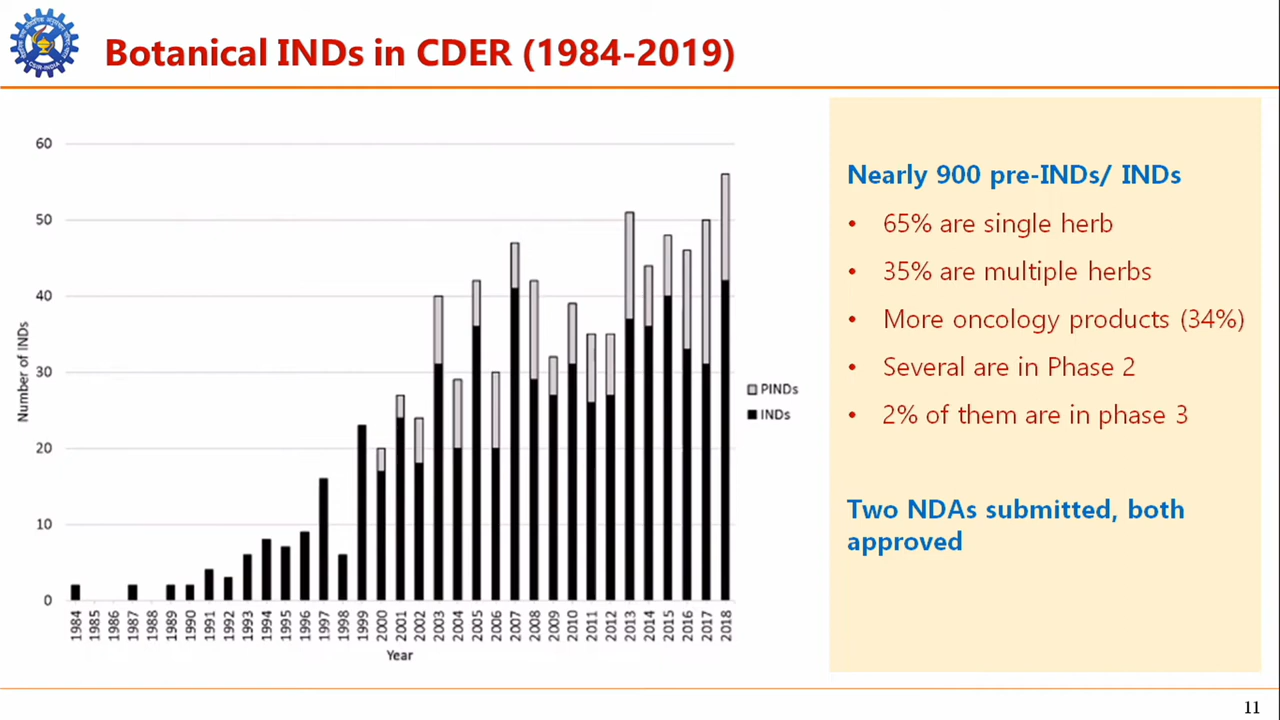 Botanical INDs in CDER (1984-2019)
60
50
40
30
20
10
0
Number of INDs
1984 1985 1986 1987 1988 1989 1990 1991 1992 1993 1994 1995 1996 1997 1998 1999 2000 2001 2002 2003 2004 2005 2006 2007 2008 2009 2010 2011 2012 2013 2014 2015 2016 2017 2018
Year
PINDs
INDs
Nearly 900 pre-INDs/ INDs
• 65% are single herb
• 35% are multiple herbs
• More oncology products (34%)
• Several are in Phase 2
• 2% of them are in phase 3
Two NDAs submitted, both
approved
11